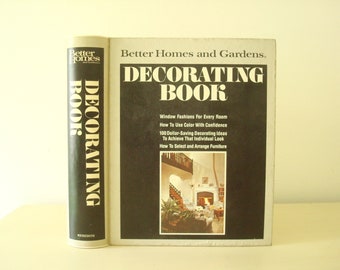 Better
Homes
DECORATING
BOOK
Better Homes and Gardens®
DECORATING
BOOK
Window Fashions For Every Room
How To Use Color With Confidence
100 Dollar-Saving Decorating Ideas
To Achieve That Individual Look
How To Select and Arrange Furniture
MEREDITH